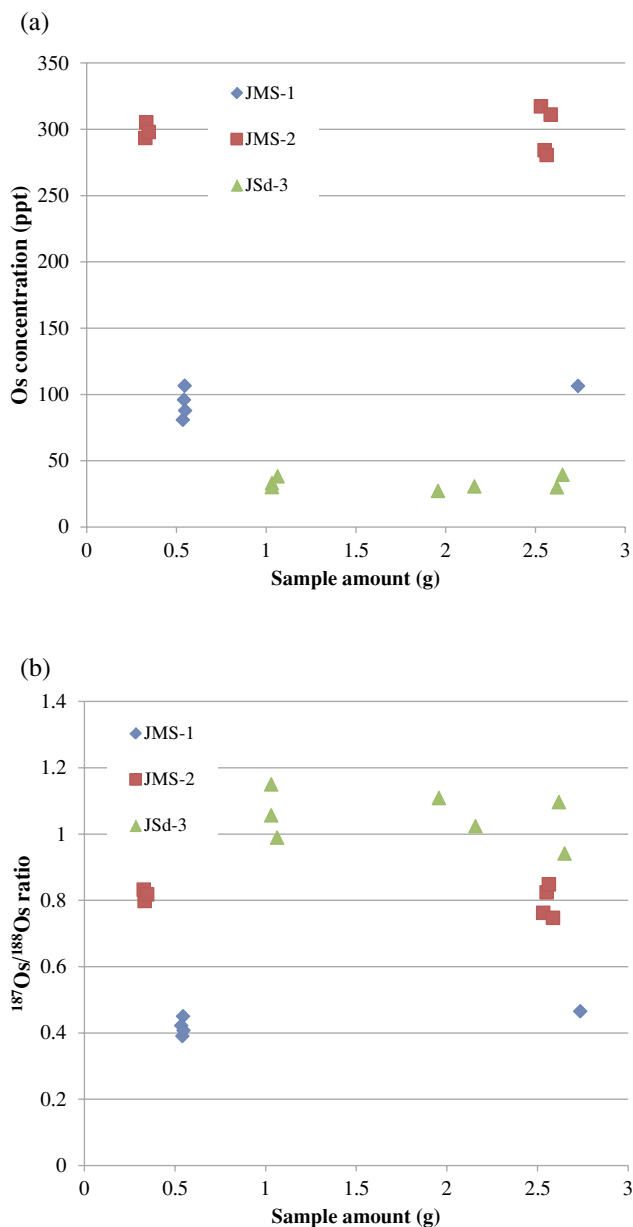 (a)
350
300
250
200
150
100
50
0
Os concentration (ppt)
JMS-1
JMS-2
JSd-3
0 0.5 1 1.5 2 2.5 3
Sample amount (g)
(b)
1.4
1.2
1
0.8
0.6
0.4
0.2
0
¹⁸⁷Os/¹⁸⁸Os ratio
JMS-1
JMS-2
JSd-3
0 0.5 1 1.5 2 2.5 3
Sample amount (g)